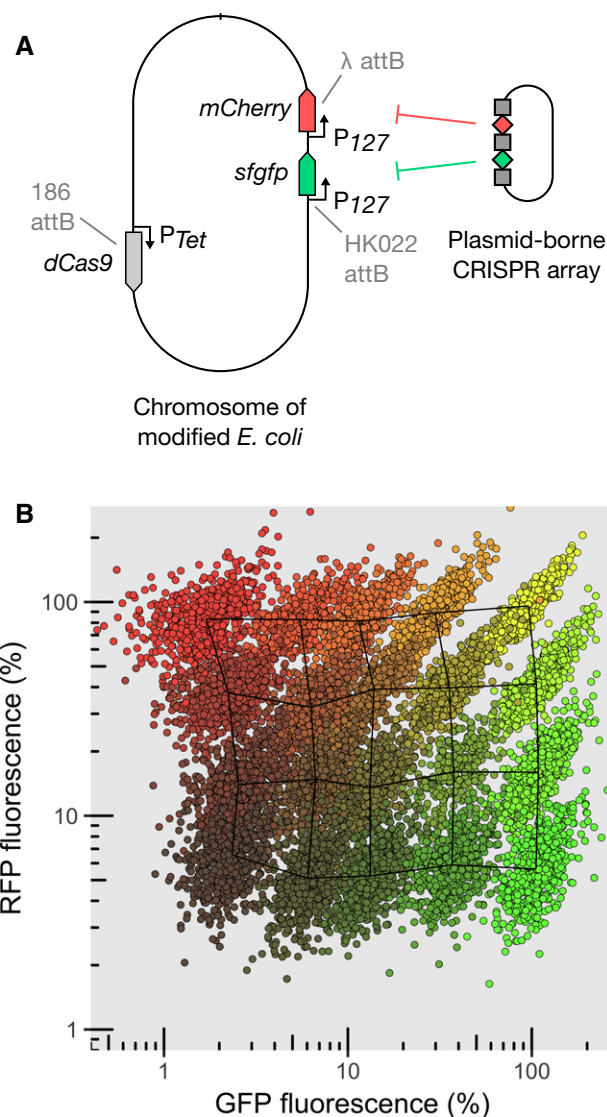 A
λ attB
mCherry
P127
sfgfp
P127
186
attB
PTet
dCas9
HK022
attB
Plasmid-borne
CRISPR array
Chromosome of
modified E. coli
B
100
10
1
RFP fluorescence (%)
1
10
100
GFP fluorescence (%)